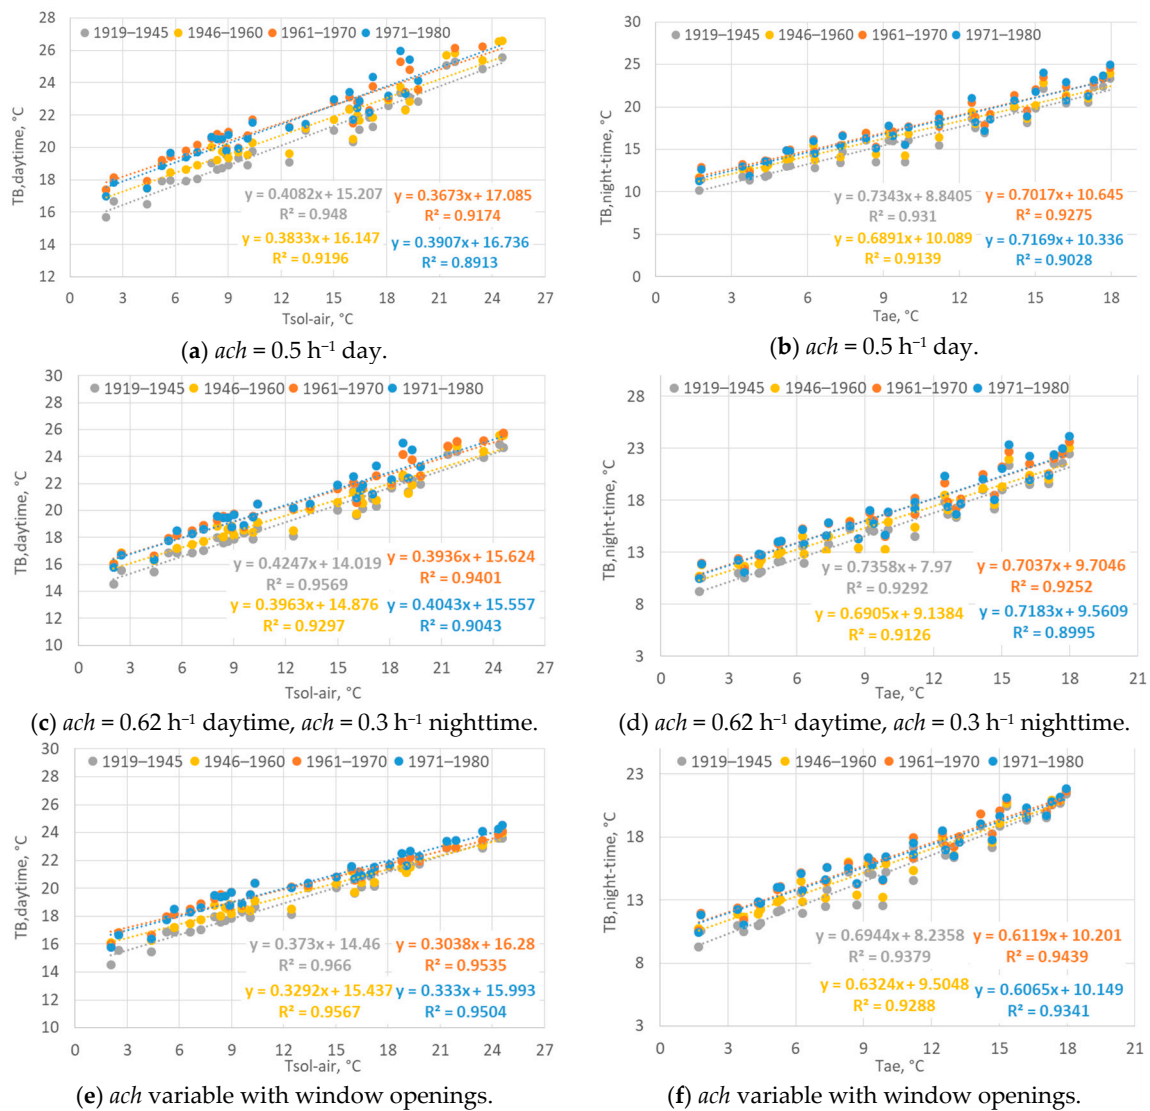 28
26
24
22
20
18
16
14
12
TB,daytime, °C
1919–1945 1946–1960 1961–1970 1971–1980
y = 0.4082x + 15.207
R² = 0.948
y = 0.3673x + 17.085
R² = 0.9174
y = 0.3833x + 16.147
R² = 0.9196
y = 0.3907x + 16.736
R² = 0.8913
0 3 6 9 12 15 18 21 24 27
Tsol-air, °C
(a) ach = 0.5 h⁻¹ day.
30
25
20
15
10
5
0
TB,night-time, °C
1919–1945 1946–1960 1961–1970 1971–1980
y = 0.7343x + 8.8405
R² = 0.931
y = 0.7017x + 10.645
R² = 0.9275
y = 0.6891x + 10.089
R² = 0.9139
y = 0.7169x + 10.336
R² = 0.9028
0 3 6 9 12 15 18
Tae, °C
(b) ach = 0.5 h⁻¹ day.
30
28
26
24
22
20
18
16
14
12
10
TB,daytime, °C
1919–1945 1946–1960 1961–1970 1971–1980
y = 0.4247x + 14.019
R² = 0.9569
y = 0.3936x + 15.624
R² = 0.9401
y = 0.3963x + 14.876
R² = 0.9297
y = 0.4043x + 15.557
R² = 0.9043
0 3 6 9 12 15 18 21 24 27
Tsol-air, °C
(c) ach = 0.62 h⁻¹ daytime, ach = 0.3 h⁻¹ nighttime.
28
23
18
13
8
3
TB,night-time, °C
1919–1945 1946–1960 1961–1970 1971–1980
y = 0.7358x + 7.97
R² = 0.9292
y = 0.7037x + 9.7046
R² = 0.9252
y = 0.6905x + 9.1384
R² = 0.9126
y = 0.7183x + 9.5609
R² = 0.8995
0 3 6 9 12 15 18 21
Tae, °C
(d) ach = 0.62 h⁻¹ daytime, ach = 0.3 h⁻¹ nighttime.
30
28
26
24
22
20
18
16
14
12
10
TB,daytime, °C
1919–1945 1946–1960 1961–1970 1971–1980
y = 0.373x + 14.46
R² = 0.966
y = 0.3038x + 16.28
R² = 0.9535
y = 0.3292x + 15.437
R² = 0.9567
y = 0.333x + 15.993
R² = 0.9504
0 3 6 9 12 15 18 21 24 27
Tsol-air, °C
(e) ach variable with window openings.
23
18
13
8
3
TB,night-time, °C
1919–1945 1946–1960 1961–1970 1971–1980
y = 0.6944x + 8.2358
R² = 0.9379
y = 0.6119x + 10.201
R² = 0.9439
y = 0.6324x + 9.5048
R² = 0.9288
y = 0.6065x + 10.149
R² = 0.9341
0 3 6 9 12 15 18 21
Tae, °C
(f) ach variable with window openings.